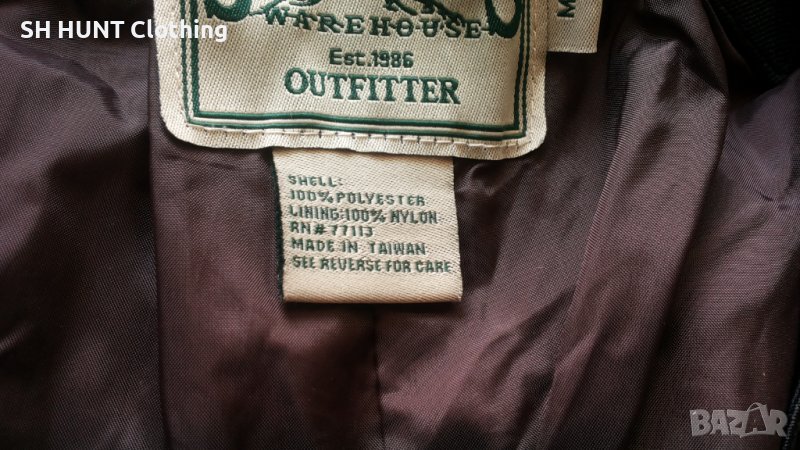 SH HUNT Clothing
WAREHOUSE
M
Est.1986
OUTFITTER
SHELL:
100% POLYESTER
LINING:100% NYLON
RN# 77113
MADE IN TAIWAN
SEE REVERSE FOR CARE
BAZAR